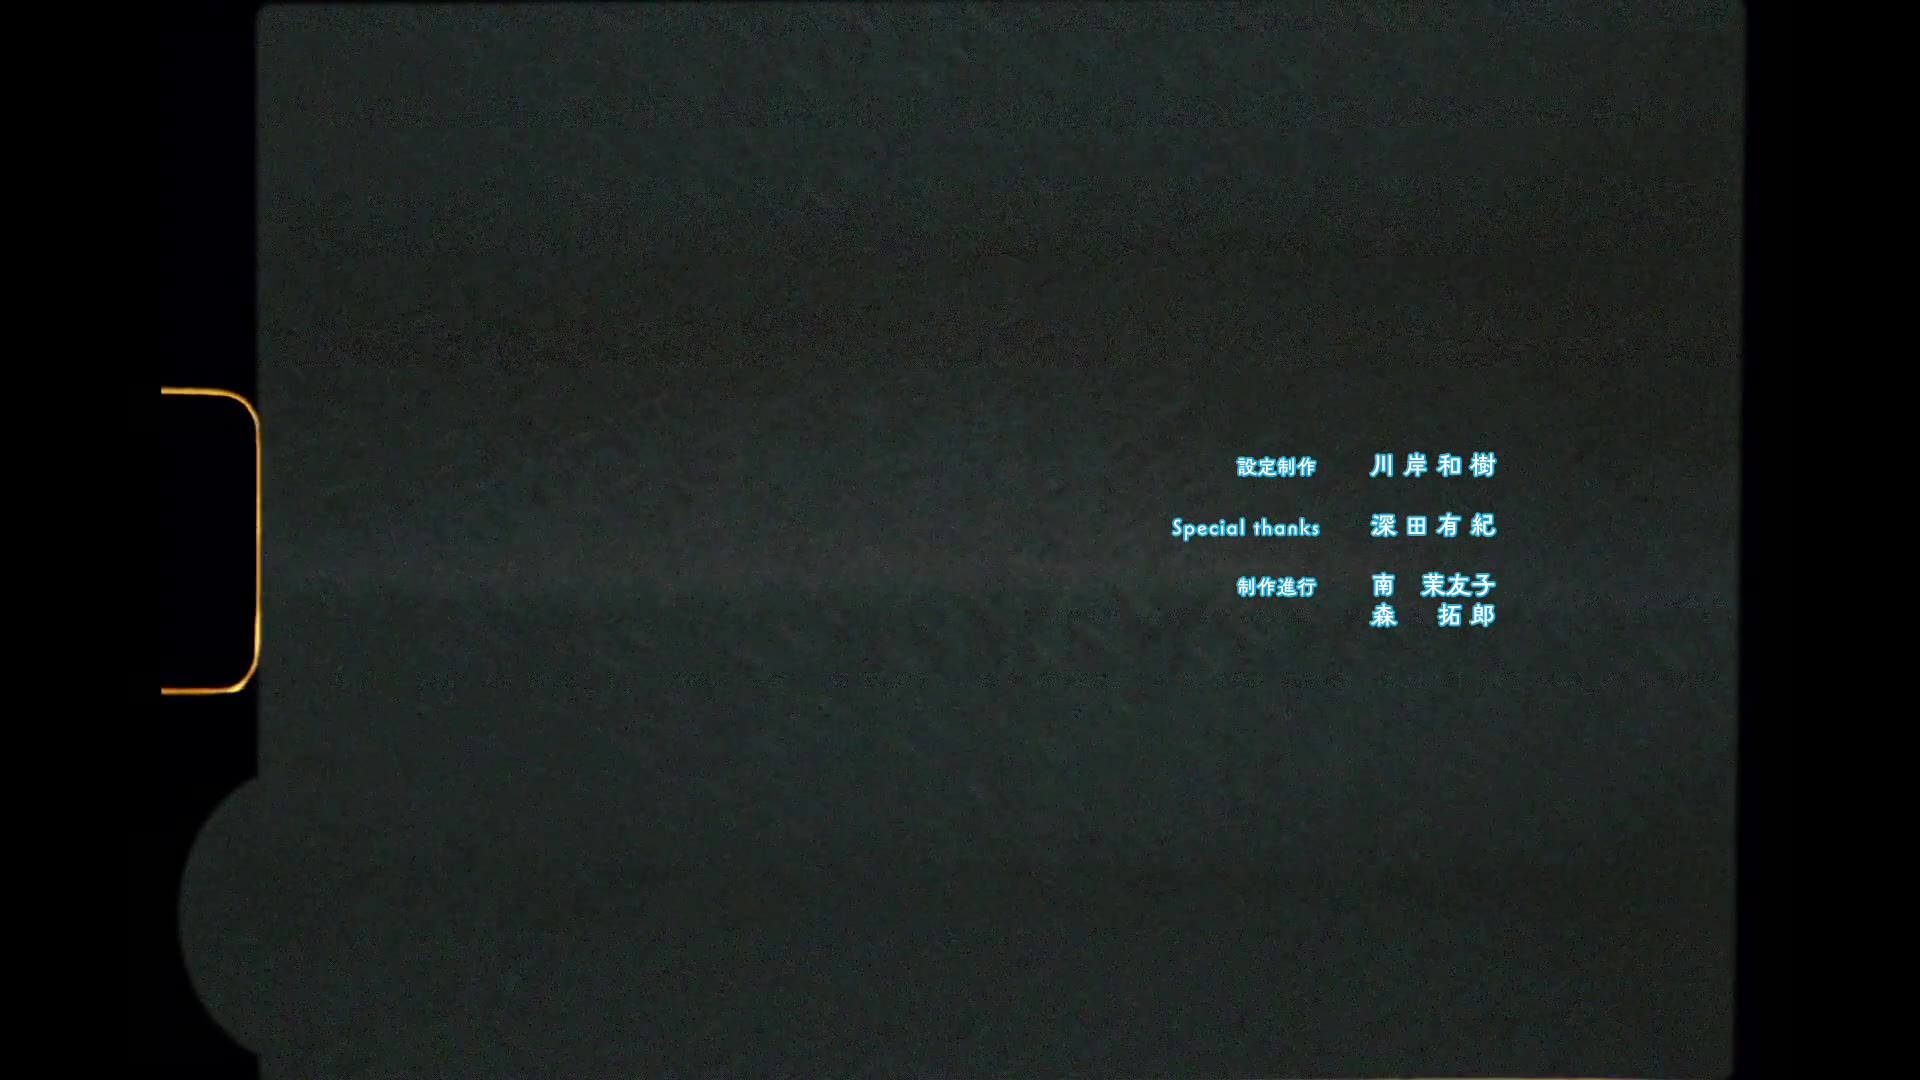 設定制作 川岸和樹
Special thanks 深田有紀
制作進行 南 茉友子
森 拓郎